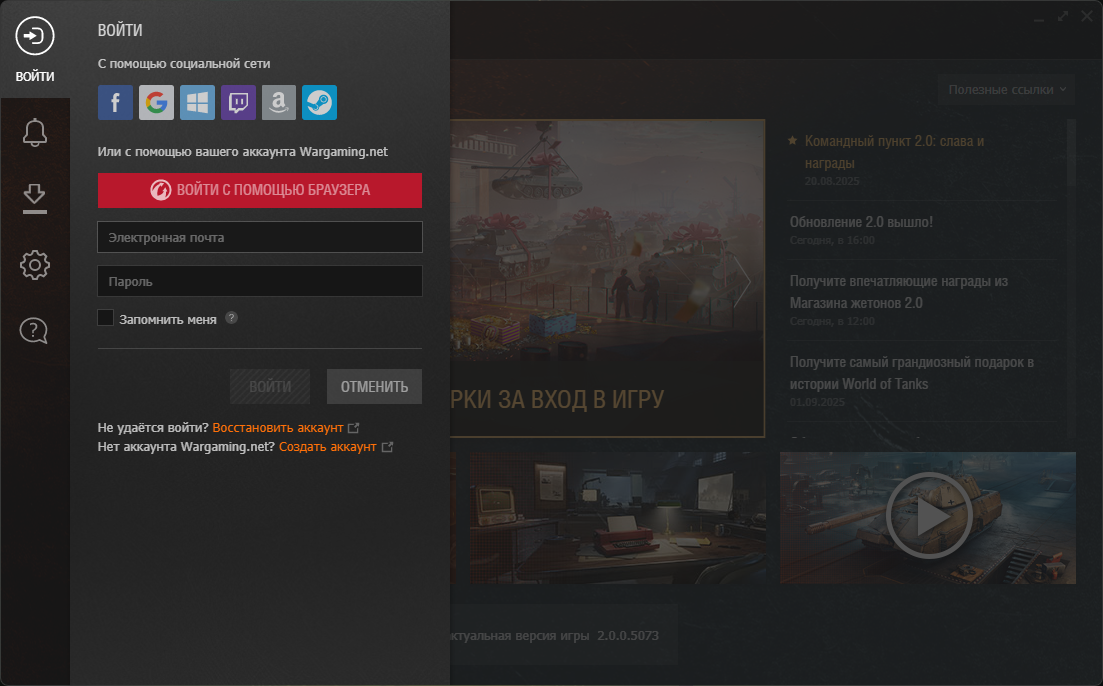 ВОЙТИ
ВОЙТИ
С помощью социальной сети
Или с помощью вашего аккаунта Wargaming.net
ВОЙТИ С ПОМОЩЬЮ БРАУЗЕРА
Электронная почта
Пароль
Запомнить меня ?
ВОЙТИ
ОТМЕНИТЬ
Не удаётся войти? Восстановить аккаунт
Нет аккаунта Wargaming.net? Создать аккаунт
Полезные ссылки
Командный пункт 2.0: слава и
награды
20.08.2025
Обновление 2.0 вышло!
Сегодня, в 16:00
Получите впечатляющие награды из
Магазина жетонов 2.0
Сегодня, в 12:00
Получите самый грандиозный подарок в
истории World of Tanks
01.09.2025
РКИ ЗА ВХОД В ИГРУ
ктуальная версия игры 2.0.0.5073